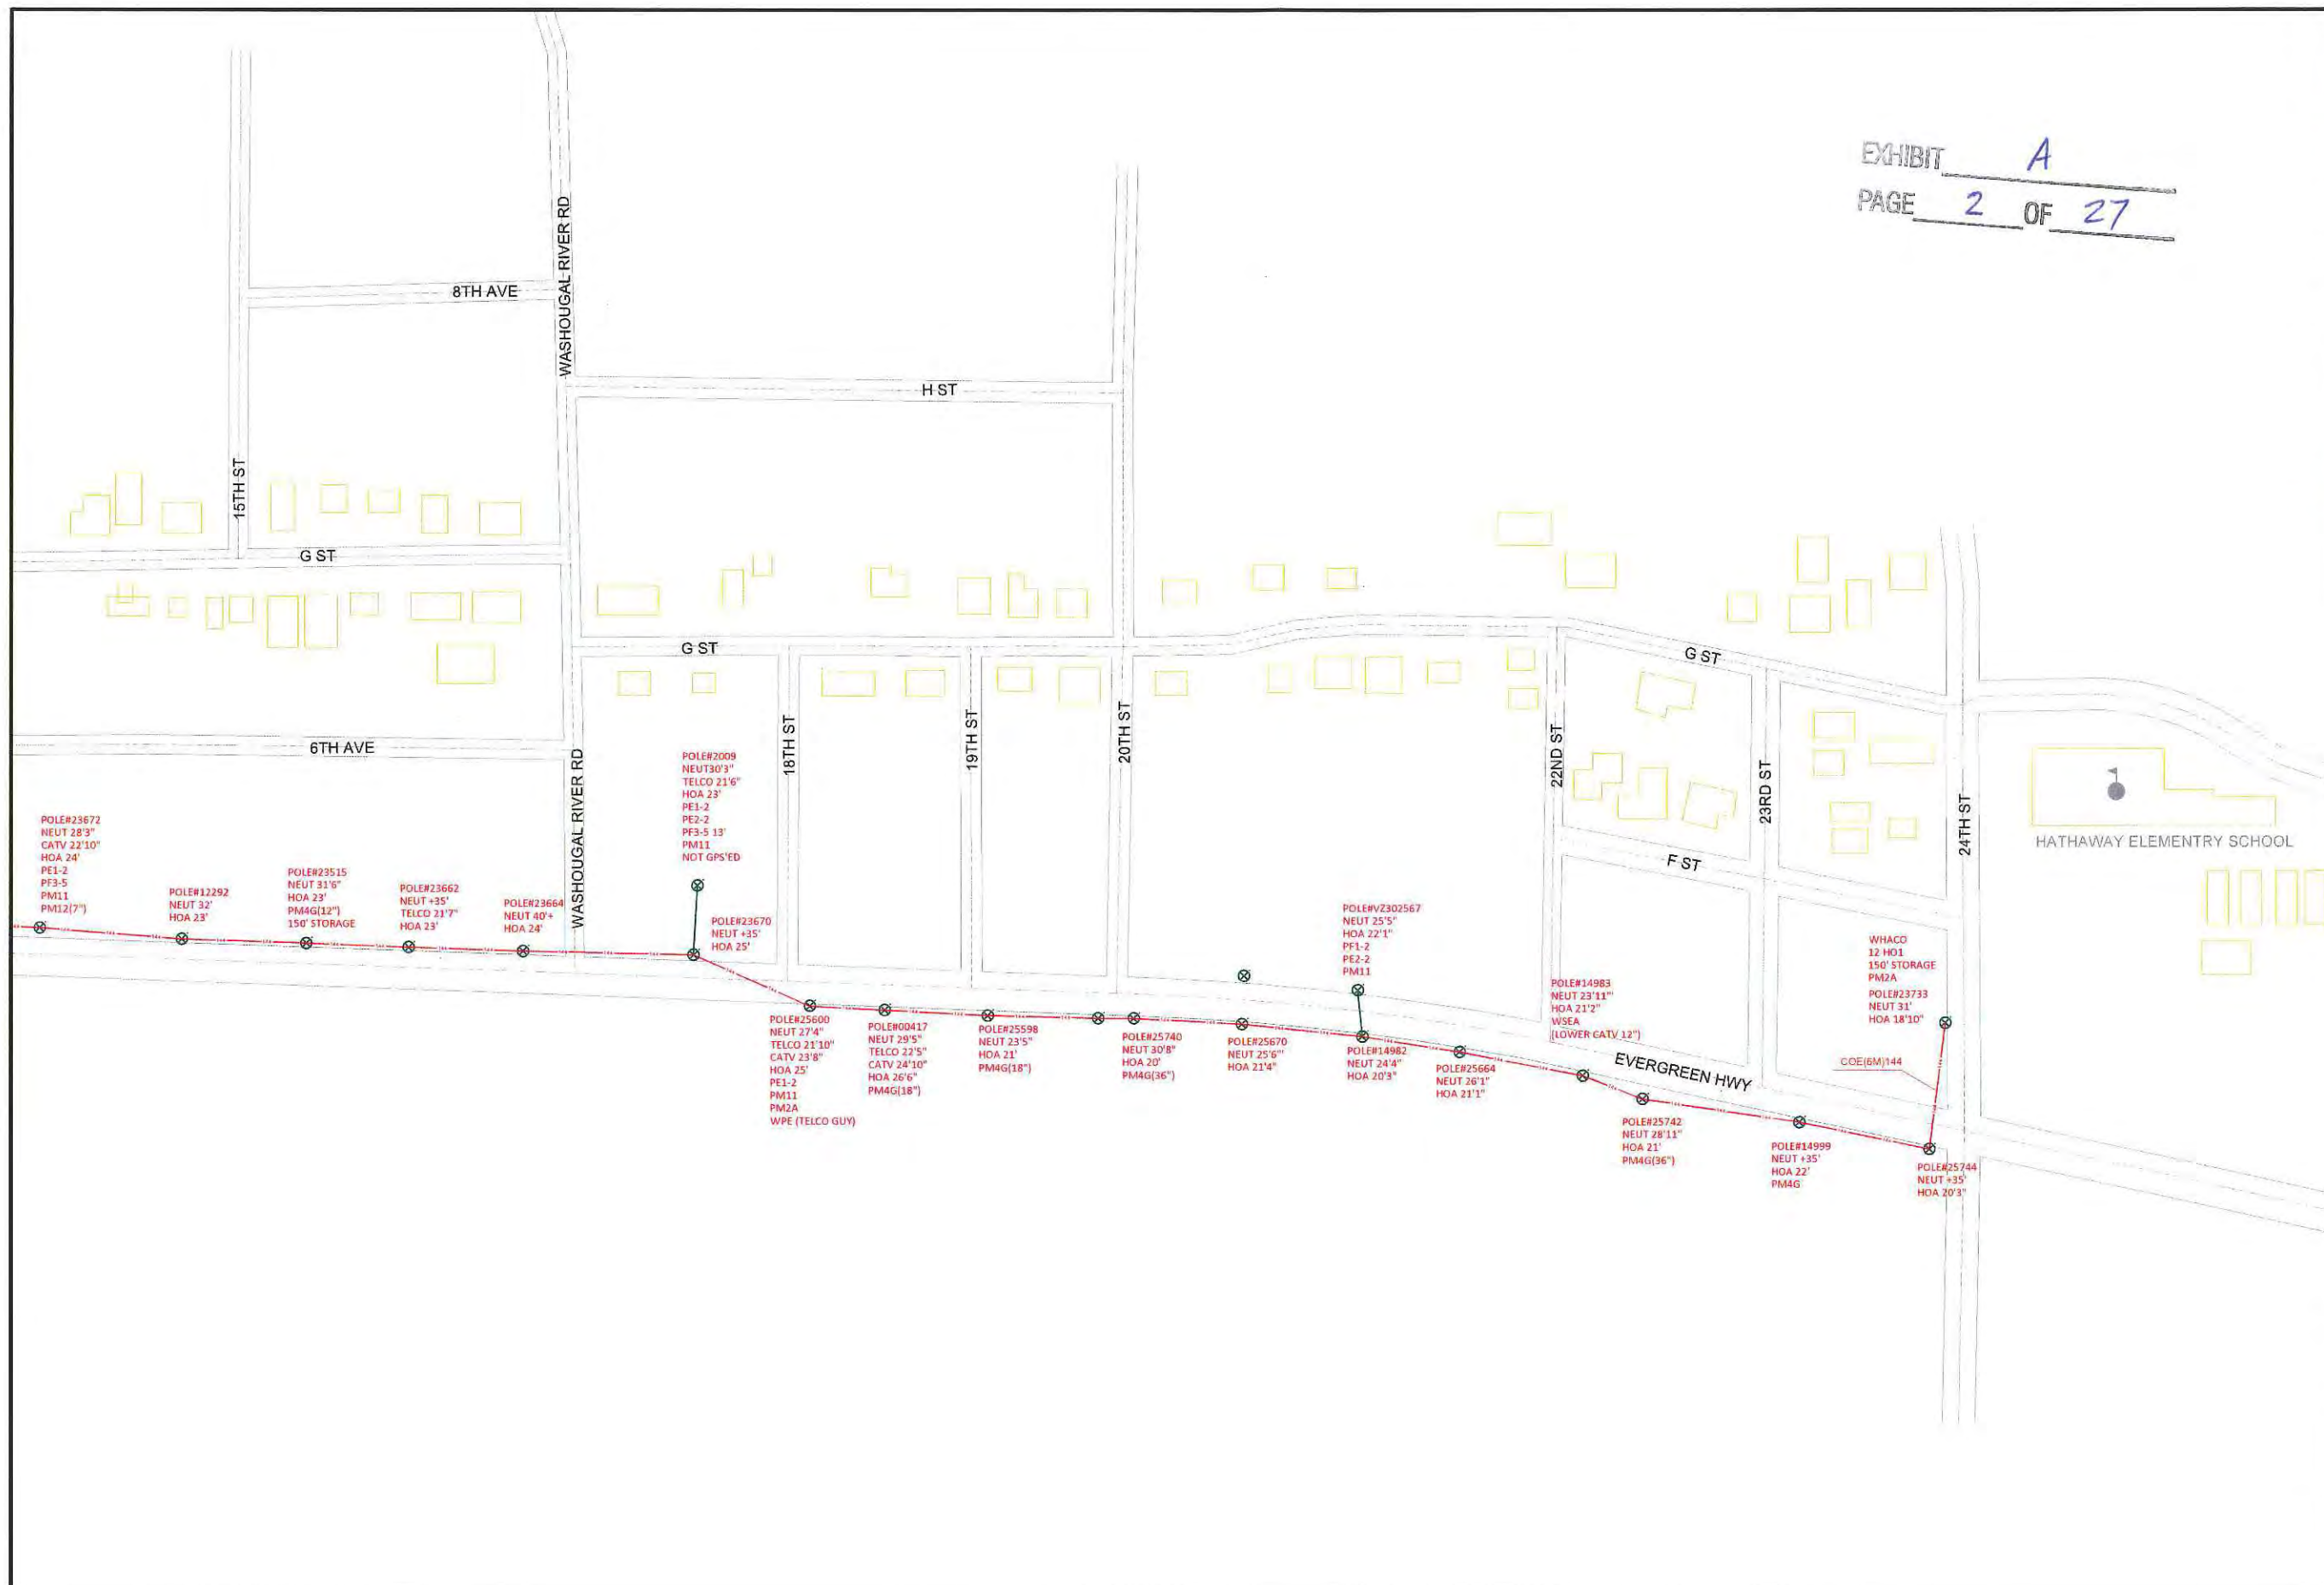 EXHIBIT A
PAGE 2 OF 27
WASHOUGAL RIVER RD
8TH AVE
H ST
15TH ST
G ST
G ST
G ST
6TH AVE
WASHOUGAL RIVER RD
18TH ST
19TH ST
20TH ST
22ND ST
23RD ST
24TH ST
F ST
HATHAWAY ELEMENTRY SCHOOL
EVERGREEN HWY
POLE#23672
NEUT 28'3"
CATV 22'10"
HOA 24'
PE1-2
PF3-5
PM11
PM12(7")
POLE#12292
NEUT 32'
HOA 23'
POLE#23515
NEUT 31'6"
HOA 23'
PM4G(12")
150' STORAGE
POLE#23662
NEUT +35'
TELCO 21'7"
HOA 23'
POLE#23664
NEUT 40'+
HOA 24'
POLE#2009
NEUT30'3"
TELCO 21'6"
HOA 23'
PE1-2
PE2-2
PF3-5 13'
PM11
NOT GPS'ED
POLE#23670
NEUT +35'
HOA 25'
POLE#25600
NEUT 27'4"
TELCO 21'10"
CATV 23'8"
HOA 25'
PE1-2
PM11
PM2A
WPE (TELCO GUY)
POLE#00417
NEUT 29'5"
TELCO 22'5"
CATV 24'10"
HOA 26'6"
PM4G(18")
POLE#25598
NEUT 23'5"
HOA 21'
PM4G(18")
POLE#25740
NEUT 30'8"
HOA 20'
PM4G(36")
POLE#25670
NEUT 25'6"'
HOA 21'4"
POLE#VZ302567
NEUT 25'5"
HOA 22'1"
PF1-2
PE2-2
PM11
POLE#14982
NEUT 24'4"
HOA 20'3"
POLE#25664
NEUT 26'1"
HOA 21'1"
POLE#14983
NEUT 23'11"'
HOA 21'2"
WSEA
(LOWER CATV 12")
POLE#25742
NEUT 28'11"
HOA 21'
PM4G(36")
POLE#14999
NEUT +35'
HOA 22'
PM4G
WHACO
12 HO1
150' STORAGE
PM2A
POLE#23733
NEUT 31'
HOA 18'10"
COE(6M)144
POLE#25744
NEUT +35'
HOA 20'3"